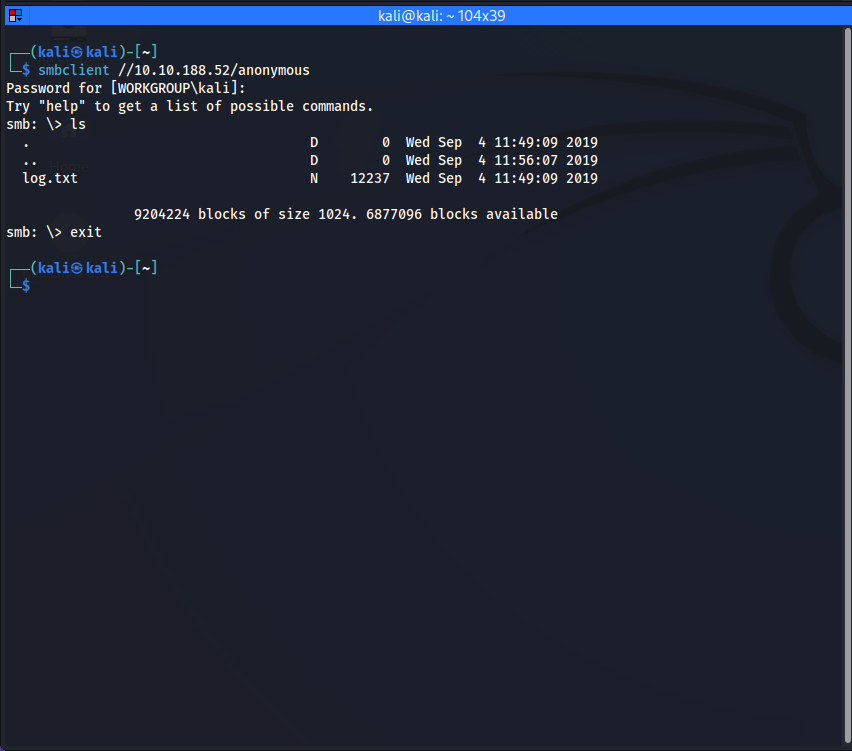 kali@kali: ~ 104x39
┌──(kali㉿kali)-[~]
└─$ smbclient //10.10.188.52/anonymous
Password for [WORKGROUP\kali]:
Try "help" to get a list of possible commands.
smb: \> ls
  .                                   D        0  Wed Sep  4 11:49:09 2019
  ..                                  D        0  Wed Sep  4 11:56:07 2019
  log.txt                             N    12237  Wed Sep  4 11:49:09 2019
                9204224 blocks of size 1024. 6877096 blocks available
smb: \> exit
┌──(kali㉿kali)-[~]
└─$